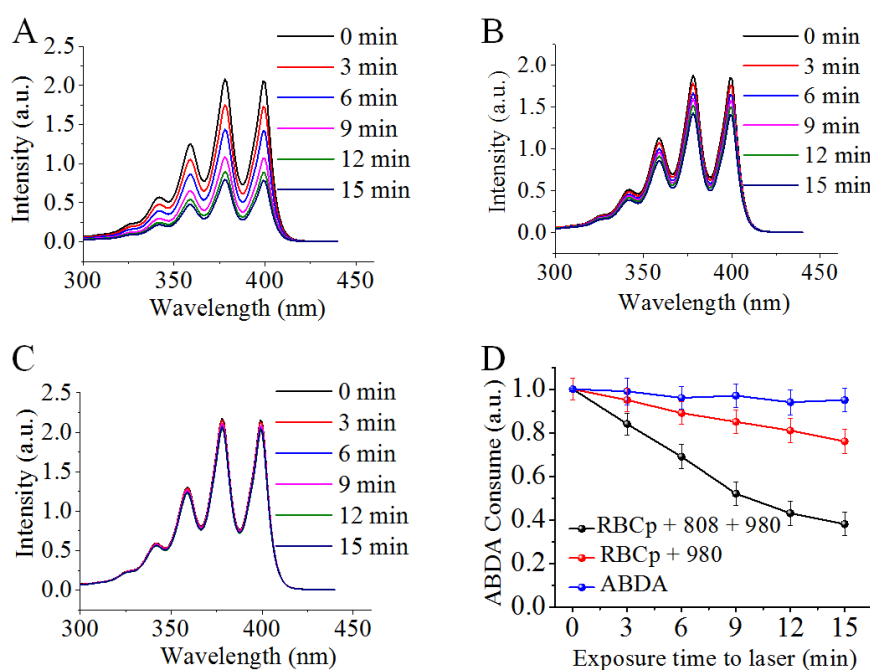 A
Intensity (a.u.)
2.5
2.0
1.5
1.0
0.5
0.0
300 350 400 450
Wavelength (nm)
0 min
3 min
6 min
9 min
12 min
15 min
B
Intensity (a.u.)
2.0
1.5
1.0
0.5
0.0
300 350 400 450
Wavelength (nm)
0 min
3 min
6 min
9 min
12 min
15 min
C
Intensity (a.u.)
2.5
2.0
1.5
1.0
0.5
0.0
300 350 400 450
Wavelength (nm)
0 min
3 min
6 min
9 min
12 min
15 min
D
ABDA Consume (a.u.)
1.0
0.8
0.6
0.4
0.2
0.0
RBCp + 808 + 980
RBCp + 980
ABDA
0 3 6 9 12 15
Exposure time to laser (min)